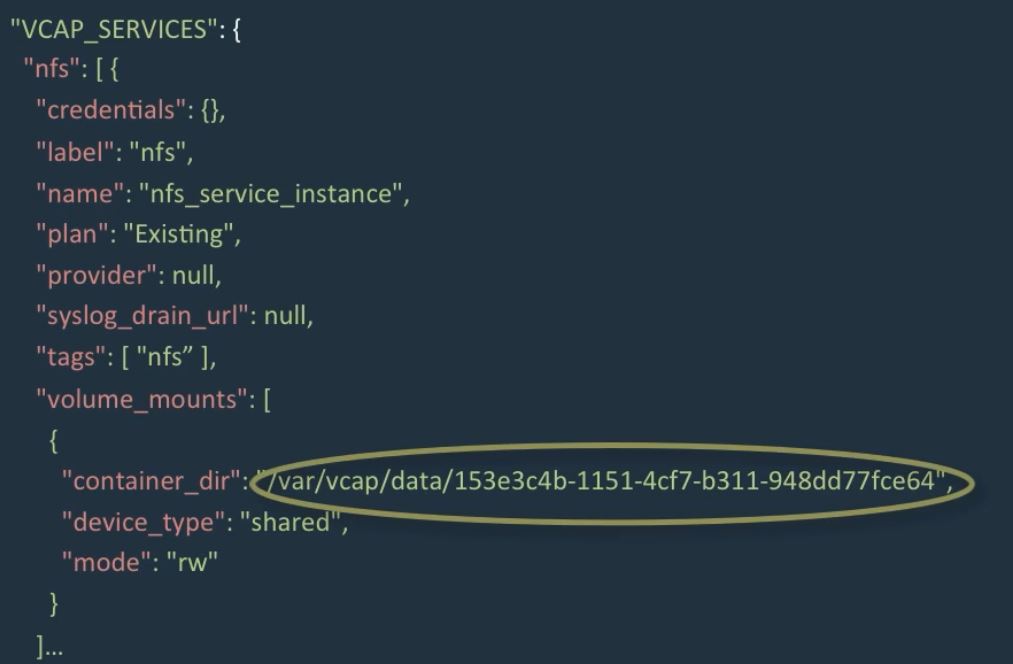 "VCAP_SERVICES": {
"nfs": [ {
"credentials": {},
"label": "nfs",
"name": "nfs_service_instance",
"plan": "Existing",
"provider": null,
"syslog_drain_url": null,
"tags": [ "nfs” ],
"volume_mounts": [
{
"container_dir": "/var/vcap/data/153e3c4b-1151-4cf7-b311-948dd77fce64",
"device_type": "shared",
"mode": "rw"
}
]...